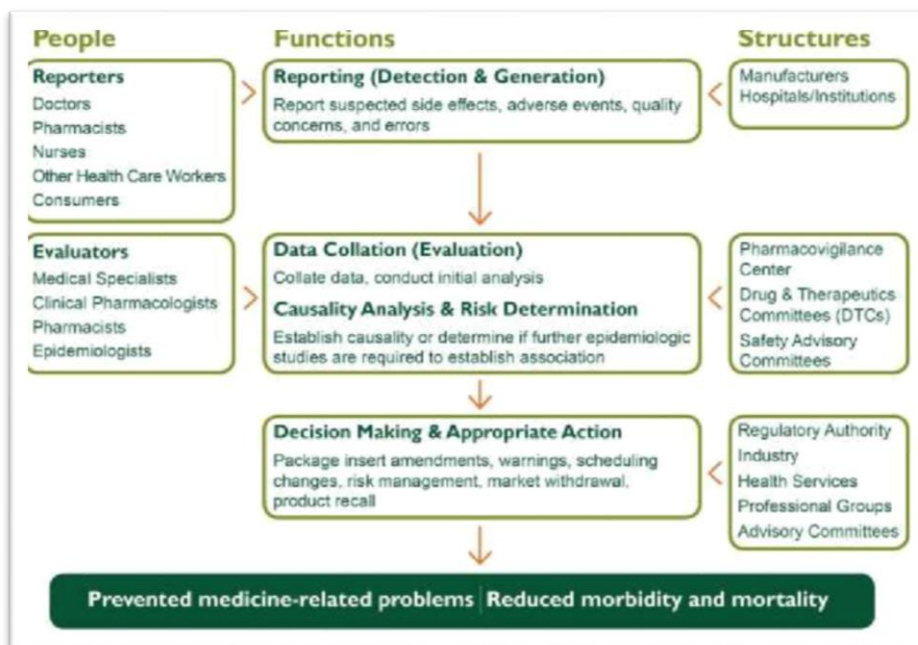 People
Functions
Structures
Reporters
Doctors
Pharmacists
Nurses
Other Health Care Workers
Consumers
Reporting (Detection & Generation)
Report suspected side effects, adverse events, quality
concerns, and errors
Manufacturers
Hospitals/Institutions
Evaluators
Medical Specialists
Clinical Pharmacologists
Pharmacists
Epidemiologists
Data Collation (Evaluation)
Collate data, conduct initial analysis
Causality Analysis & Risk Determination
Establish causality or determine if further epidemiologic
studies are required to establish association
Pharmacovigilance
Center
Drug & Therapeutics
Committees (DTCs)
Safety Advisory
Committees
Decision Making & Appropriate Action
Package insert amendments, warnings, scheduling
changes, risk management, market withdrawal,
product recall
Regulatory Authority
Industry
Health Services
Professional Groups
Advisory Committees
Prevented medicine-related problems | Reduced morbidity and mortality